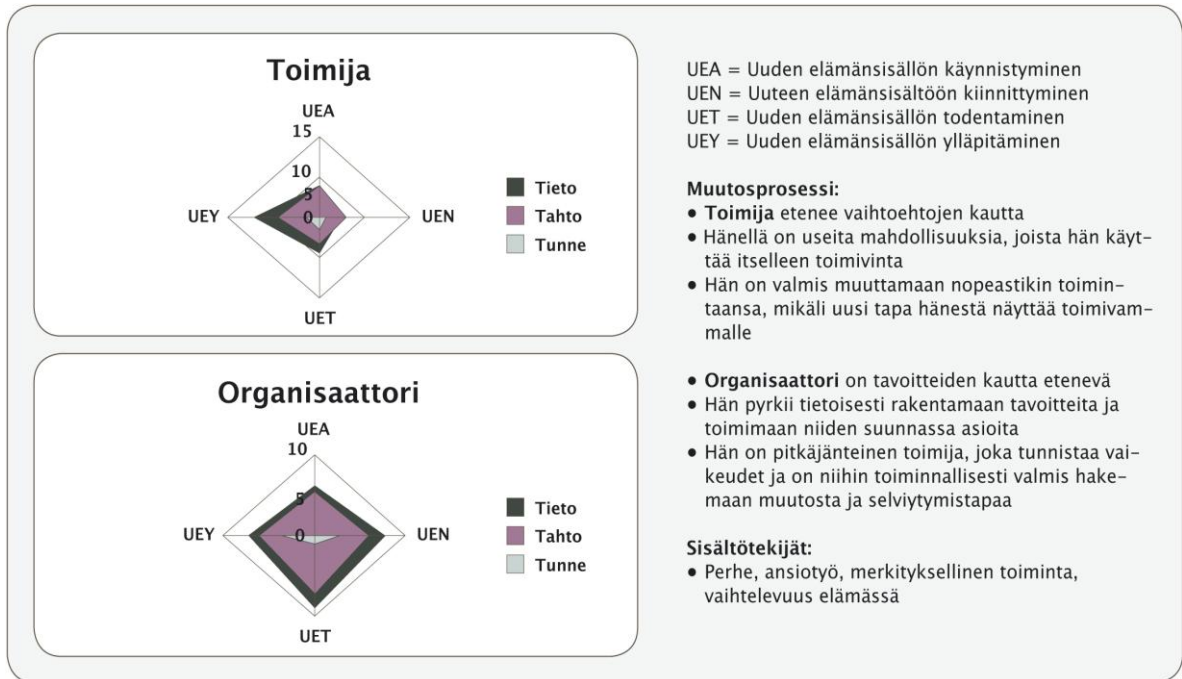 Toimija
UEA
15
10
5
0
UEY
UEN
UET
Tieto
Tahto
Tunne
Organisaattori
UEA
10
5
0
UEY
UEN
UET
Tieto
Tahto
Tunne
UEA = Uuden elämänsisällön käynnistyminen
UEN = Uuteen elämänsisältöön kiinnittyminen
UET = Uuden elämänsisällön todentaminen
UEY = Uuden elämänsisällön ylläpitäminen
Muutosprosessi:
• Toimija etenee vaihtoehtojen kautta
• Hänellä on useita mahdollisuuksia, joista hän käyt-
tää itselleen toimivinta
• Hän on valmis muuttamaan nopeastikin toimin-
taansa, mikäli uusi tapa hänestä näyttää toimivam-
malle
• Organisaattori on tavoitteiden kautta etenevä
• Hän pyrkii tietoisesti rakentamaan tavoitteita ja
toimimaan niiden suunnassa asioita
• Hän on pitkäjänteinen toimija, joka tunnistaa vai-
keudet ja on niihin toiminnallisesti valmis hake-
maan muutosta ja selviytymistapaa
Sisältötekijät:
• Perhe, ansiotyö, merkityksellinen toiminta,
vaihtelevuus elämässä